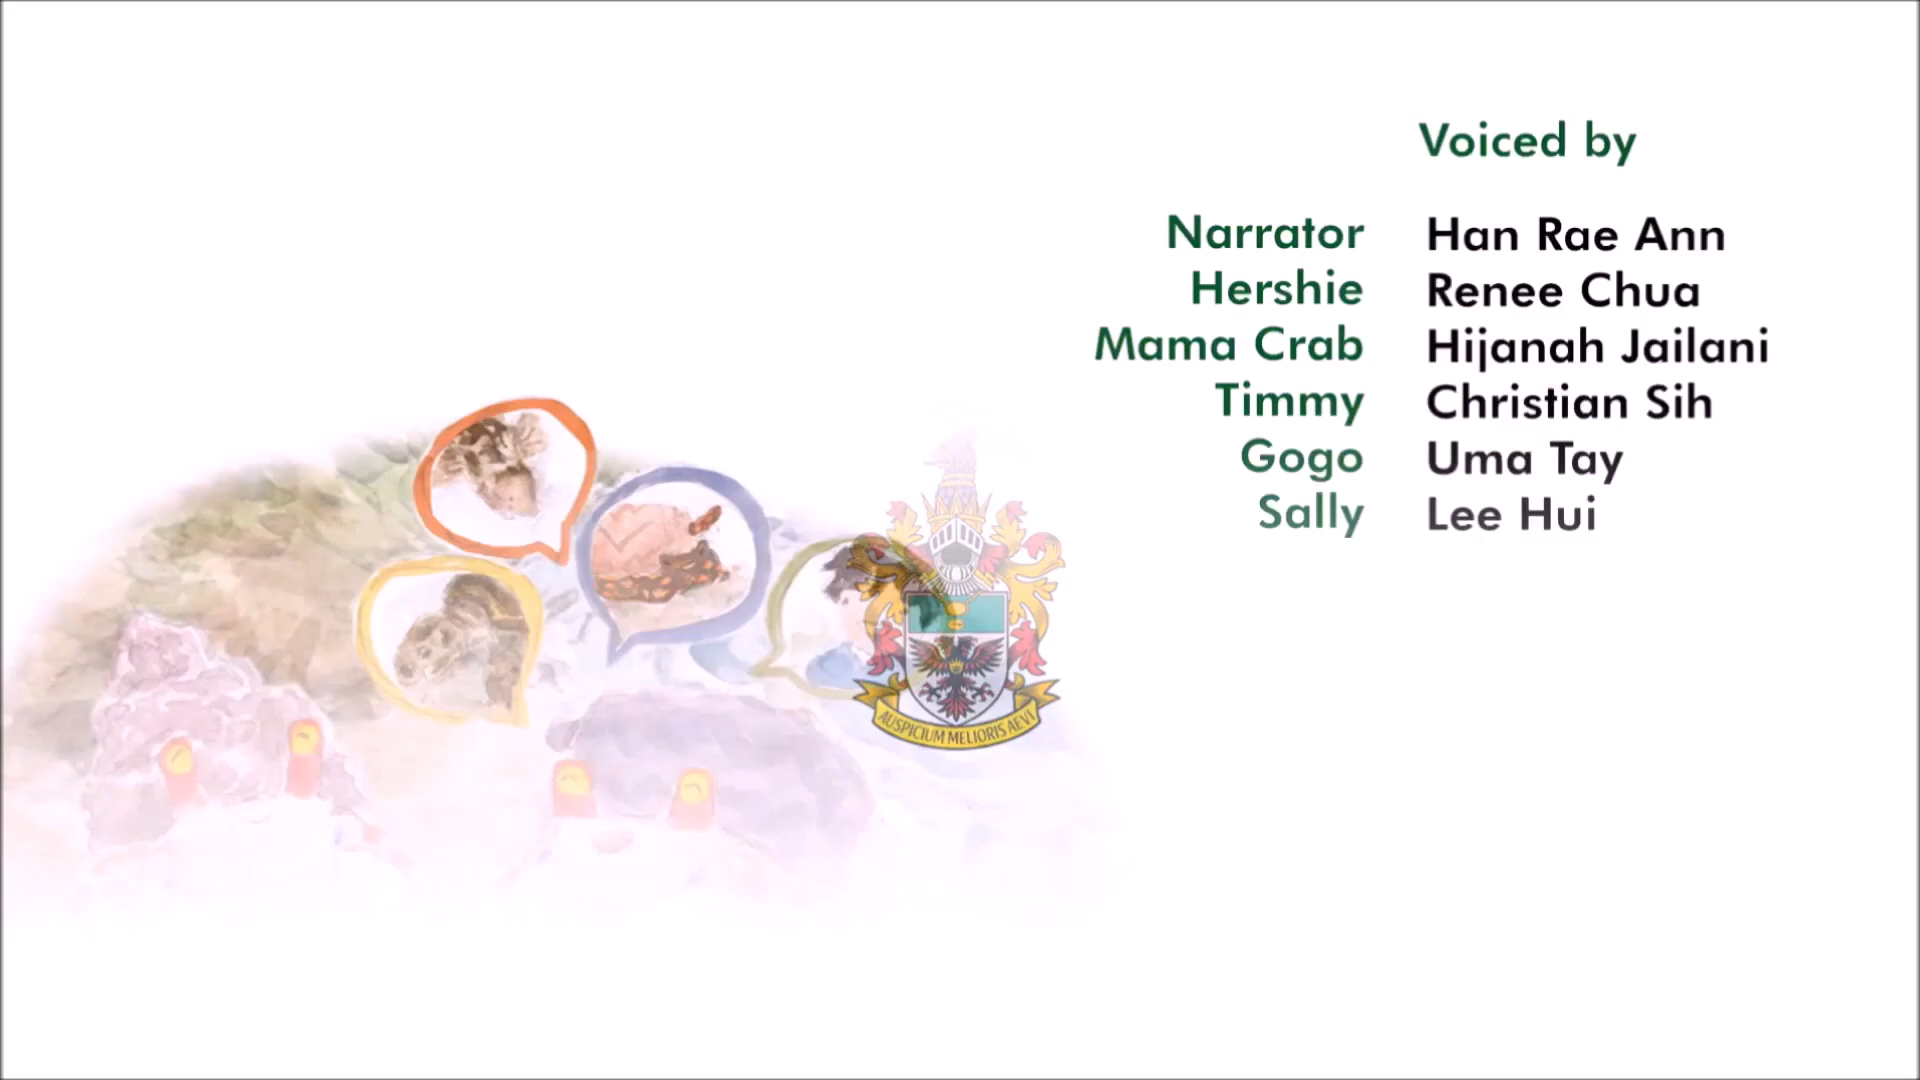 Voiced by
Narrator Han Rae Ann
Hershie Renee Chua
Mama Crab Hijanah Jailani
Timmy Christian Sih
Gogo Uma Tay
Sally Lee Hui
AUSPICIUM MELIORIS AEVI